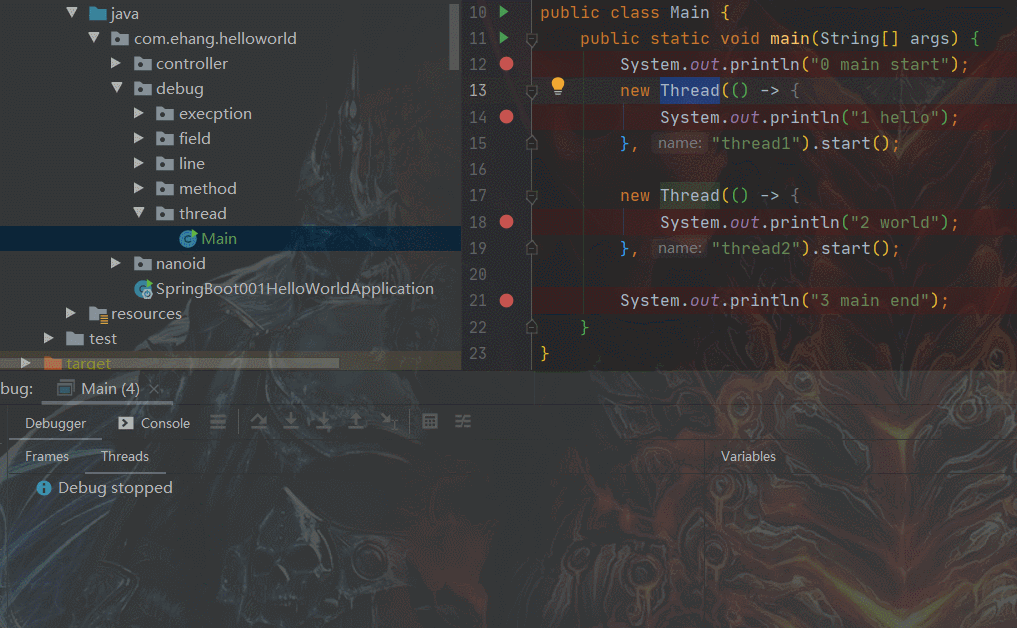 java
com.ehang.helloworld
controller
debug
execption
field
line
method
thread
Main
nanoid
SpringBoot001HelloWorldApplication
resources
test
target
10 public class Main {
11 public static void main(String[] args) {
12 System.out.println("0 main start");
13 new Thread(() -> {
14 System.out.println("1 hello");
15 }, name: "thread1").start();
16
17 new Thread(() -> {
18 System.out.println("2 world");
19 }, name: "thread2").start();
20
21 System.out.println("3 main end");
22 }
23 }
bug: Main (4)
Debugger Console
Frames Threads Variables
Debug stopped